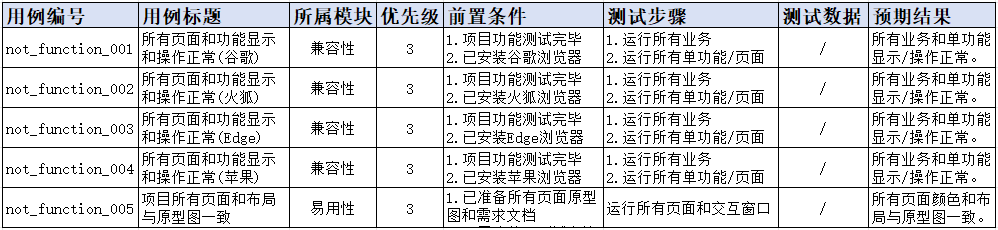 用例编号 用例标题 所属模块 优先级 前置条件 测试步骤 测试数据 预期结果
not_function_001 所有页面和功能显示和操作正常(谷歌) 兼容性 3 1.项目功能测试完毕 2.已安装谷歌浏览器 1.运行所有业务 2.运行所有单功能/页面 / 所有业务和单功能显示/操作正常。
not_function_002 所有页面和功能显示和操作正常(火狐) 兼容性 3 1.项目功能测试完毕 2.已安装火狐浏览器 1.运行所有业务 2.运行所有单功能/页面 / 所有业务和单功能显示/操作正常。
not_function_003 所有页面和功能显示和操作正常(Edge) 兼容性 3 1.项目功能测试完毕 2.已安装Edge浏览器 1.运行所有业务 2.运行所有单功能/页面 / 所有业务和单功能显示/操作正常。
not_function_004 所有页面和功能显示和操作正常(苹果) 兼容性 3 1.项目功能测试完毕 2.已安装苹果浏览器 1.运行所有业务 2.运行所有单功能/页面 / 所有业务和单功能显示/操作正常。
not_function_005 项目所有页面和布局与原型图一致 易用性 3 1.已准备所有页面原型图和需求文档 运行所有页面和交互窗口 / 所有页面颜色和布局与原型图一致。